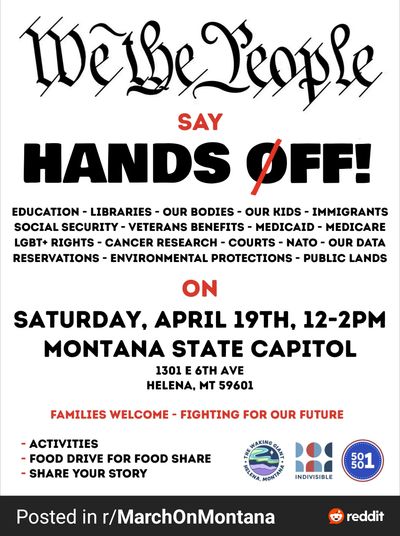 We the People
SAY
HANDS OFF!
EDUCATION - LIBRARIES - OUR BODIES - OUR KIDS - IMMIGRANTS
SOCIAL SECURITY - VETERANS BENEFITS - MEDICAID - MEDICARE
LGBT+ RIGHTS - CANCER RESEARCH - COURTS - NATO - OUR DATA
RESERVATIONS - ENVIRONMENTAL PROTECTIONS - PUBLIC LANDS
ON
SATURDAY, APRIL 19TH, 12-2PM
MONTANA STATE CAPITOL
1301 E 6TH AVE
HELENA, MT 59601
FAMILIES WELCOME - FIGHTING FOR OUR FUTURE
- ACTIVITIES
- FOOD DRIVE FOR FOOD SHARE
- SHARE YOUR STORY
THE WAKING GIANT
HELENA, MONTANA
INDIVISIBLE
50
50
1
Posted in r/MarchOnMontana
reddit